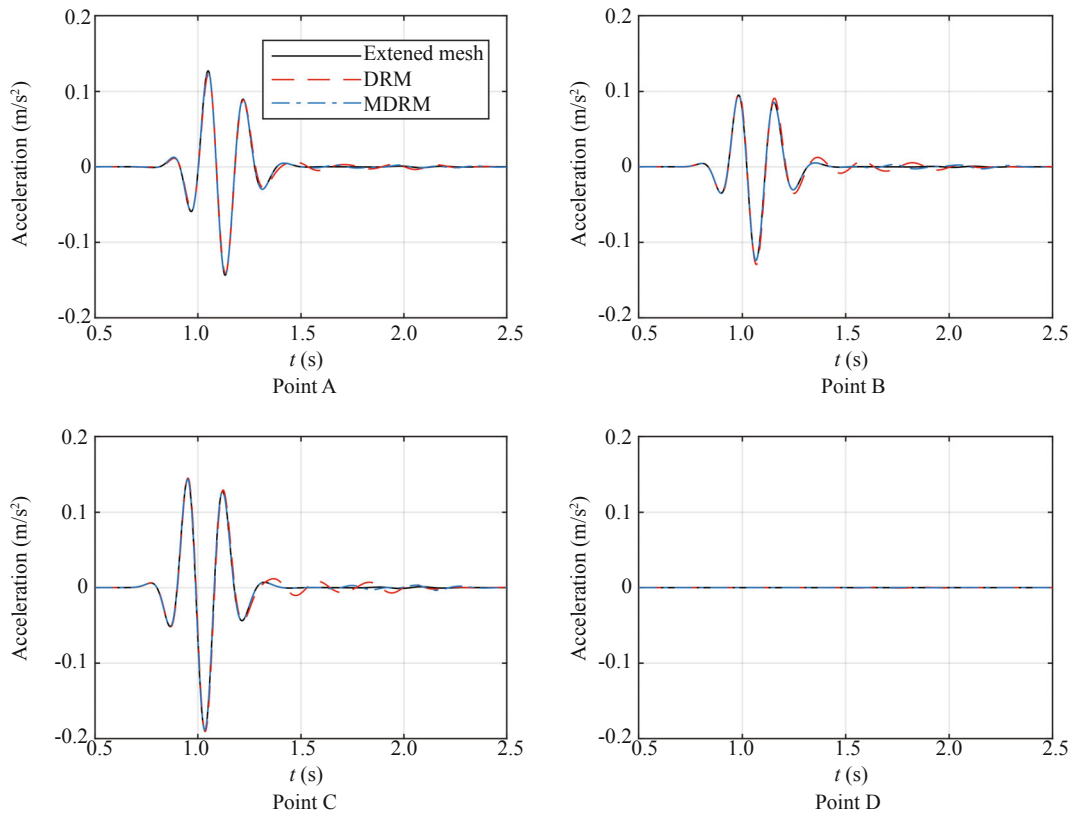 0.2
0.1
0
-0.1
-0.2
Acceleration (m/s²)
Extened mesh
DRM
MDRM
0.5
1.0
1.5
2.0
2.5
t (s)
Point A
0.2
0.1
0
-0.1
-0.2
Acceleration (m/s²)
0.5
1.0
1.5
2.0
2.5
t (s)
Point B
0.2
0.1
0
-0.1
-0.2
Acceleration (m/s²)
0.5
1.0
1.5
2.0
2.5
t (s)
Point C
0.2
0.1
0
-0.1
-0.2
Acceleration (m/s²)
0.5
1.0
1.5
2.0
2.5
t (s)
Point D